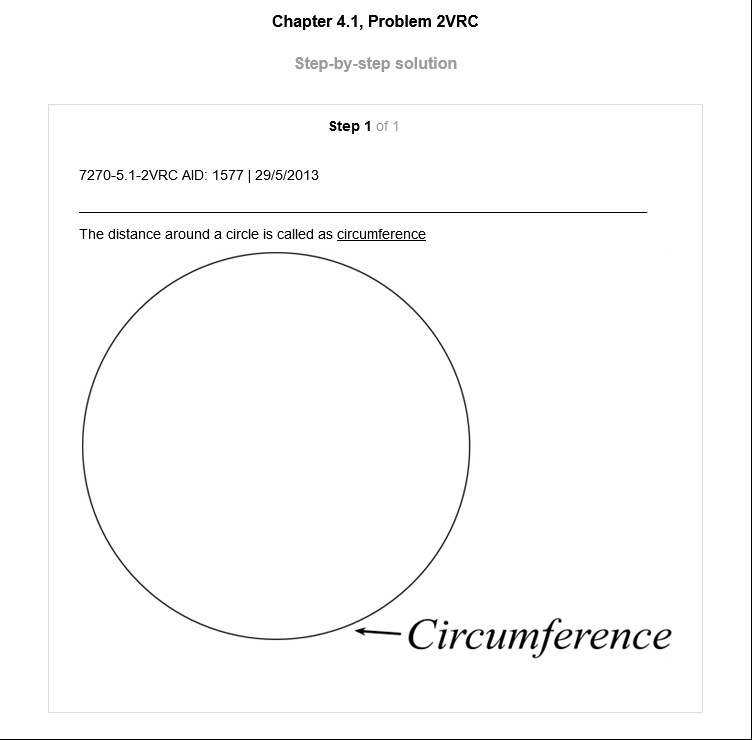 Chapter 4.1, Problem 2VRC
Step-by-step solution
Step 1 of 1
7270-5.1-2VRC AID: 1577 | 29/5/2013
The distance around a circle is called as circumference
Circumference